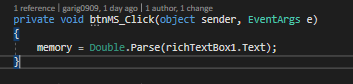 1 reference | garig0909, 1 day ago | 1 author, 1 change
private void btnMS_Click(object sender, EventArgs e)
{
memory = Double.Parse(richTextBox1.Text);
}